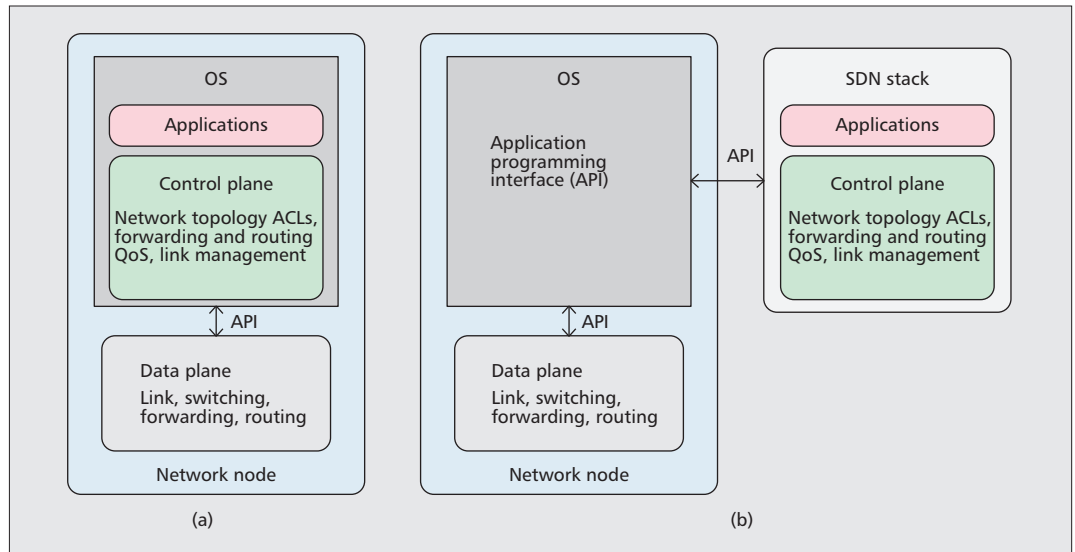 OS
Applications
Control plane
Network topology ACLs,
forwarding and routing
QoS, link management
API
Data plane
Link, switching,
forwarding, routing
Network node
(a)
OS
Application
programming
interface (API)
API
Data plane
Link, switching,
forwarding, routing
Network node
API
SDN stack
Applications
Control plane
Network topology ACLs,
forwarding and routing
QoS, link management
(b)